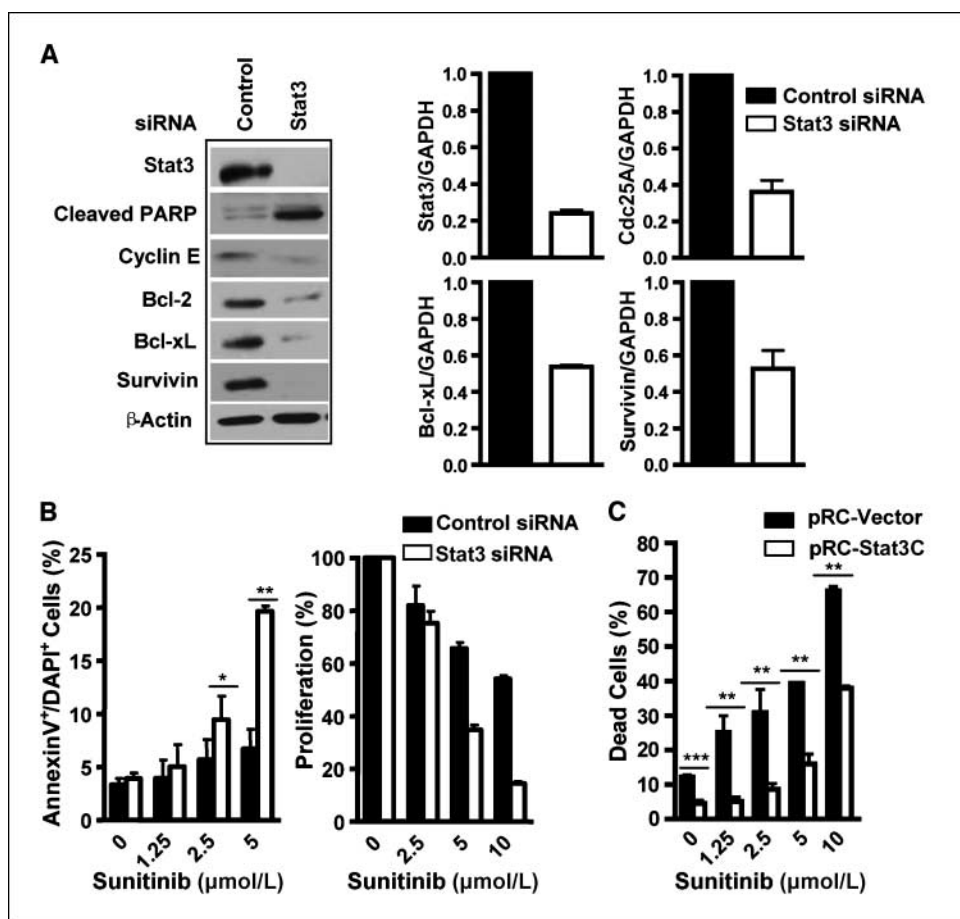 A
siRNA
Control
Stat3
Stat3
Cleaved PARP
Cyclin E
Bcl-2
Bcl-xL
Survivin
β-Actin
Stat3/GAPDH
1.0
0.8
0.6
0.4
0.2
0.0
Cdc25A/GAPDH
1.0
0.8
0.6
0.4
0.2
0.0
Control siRNA
Stat3 siRNA
Bcl-xL/GAPDH
1.0
0.8
0.6
0.4
0.2
0.0
Survivin/GAPDH
1.0
0.8
0.6
0.4
0.2
0.0
B
AnnexinV+/DAPI+ Cells (%)
25
20
15
10
5
0
*
**
0
1.25
2.5
5
Sunitinib (μmol/L)
Control siRNA
Stat3 siRNA
Proliferation (%)
100
80
60
40
20
0
0
2.5
5
10
Sunitinib (μmol/L)
C
pRC-Vector
pRC-Stat3C
Dead Cells (%)
80
70
60
50
40
30
20
10
0
***
**
**
**
**
0
1.25
2.5
5
10
Sunitinib (μmol/L)